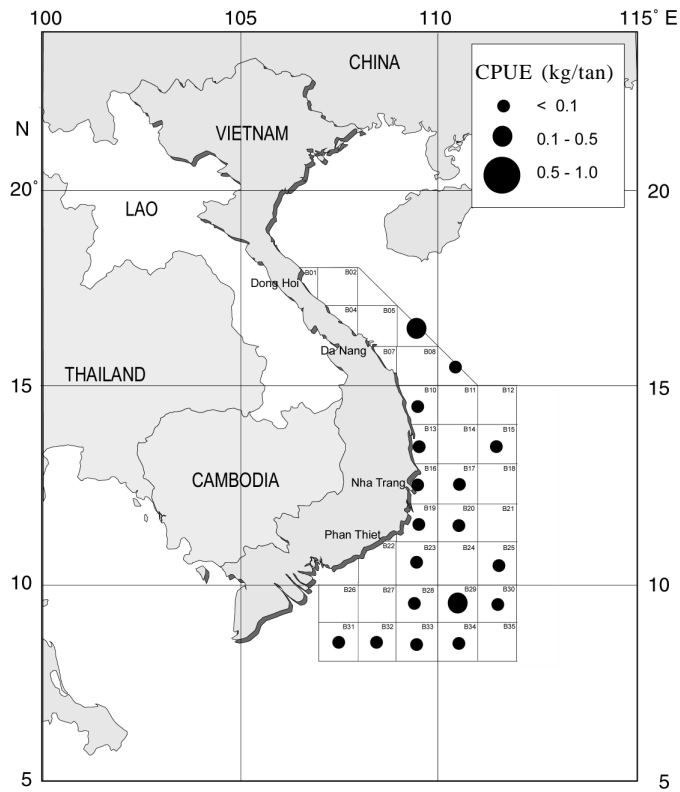 100 105 110 115° E
CHINA
CPUE (kg/tan)
< 0.1
0.1 - 0.5
0.5 - 1.0
N
VIETNAM
20° 20
LAO
B01 B02
Dong Hoi
B04 B05
Da Nang
B07 B08
THAILAND
15 15
B10 B11 B12
B13 B14 B15
CAMBODIA
Nha Trang
B16 B17 B18
B19 B20 B21
Phan Thiet
B22 B23 B24 B25
10 10
B26 B27 B28 B29 B30
B31 B32 B33 B34 B35
5 5